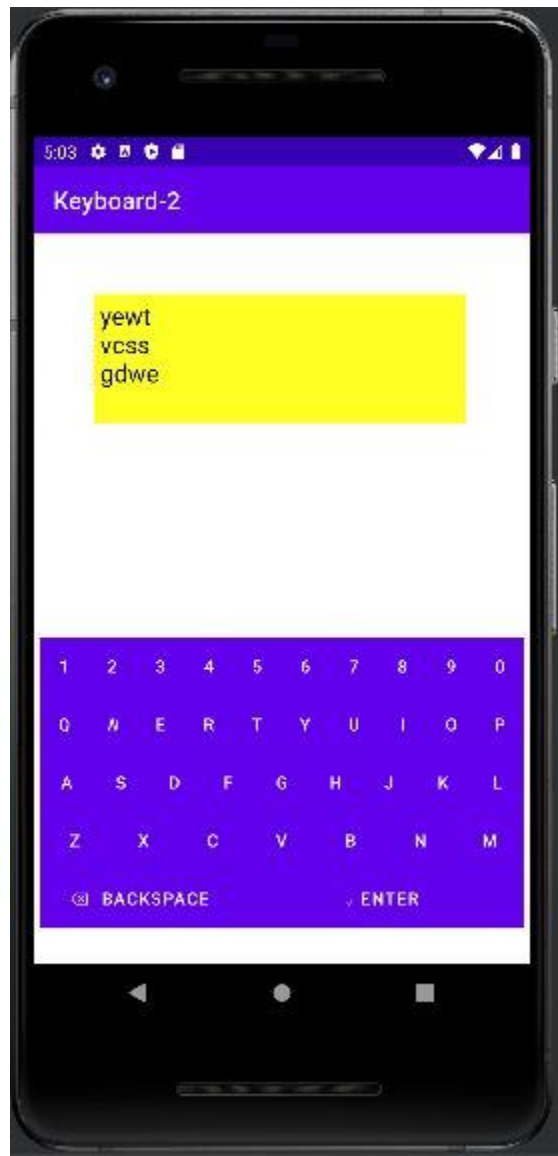 5:03
Keyboard-2
yewt
vcss
gdwe
1 2 3 4 5 6 7 8 9 0
Q W E R T Y U I O P
A S D F G H J K L
Z X C V B N M
BACKSPACE ENTER